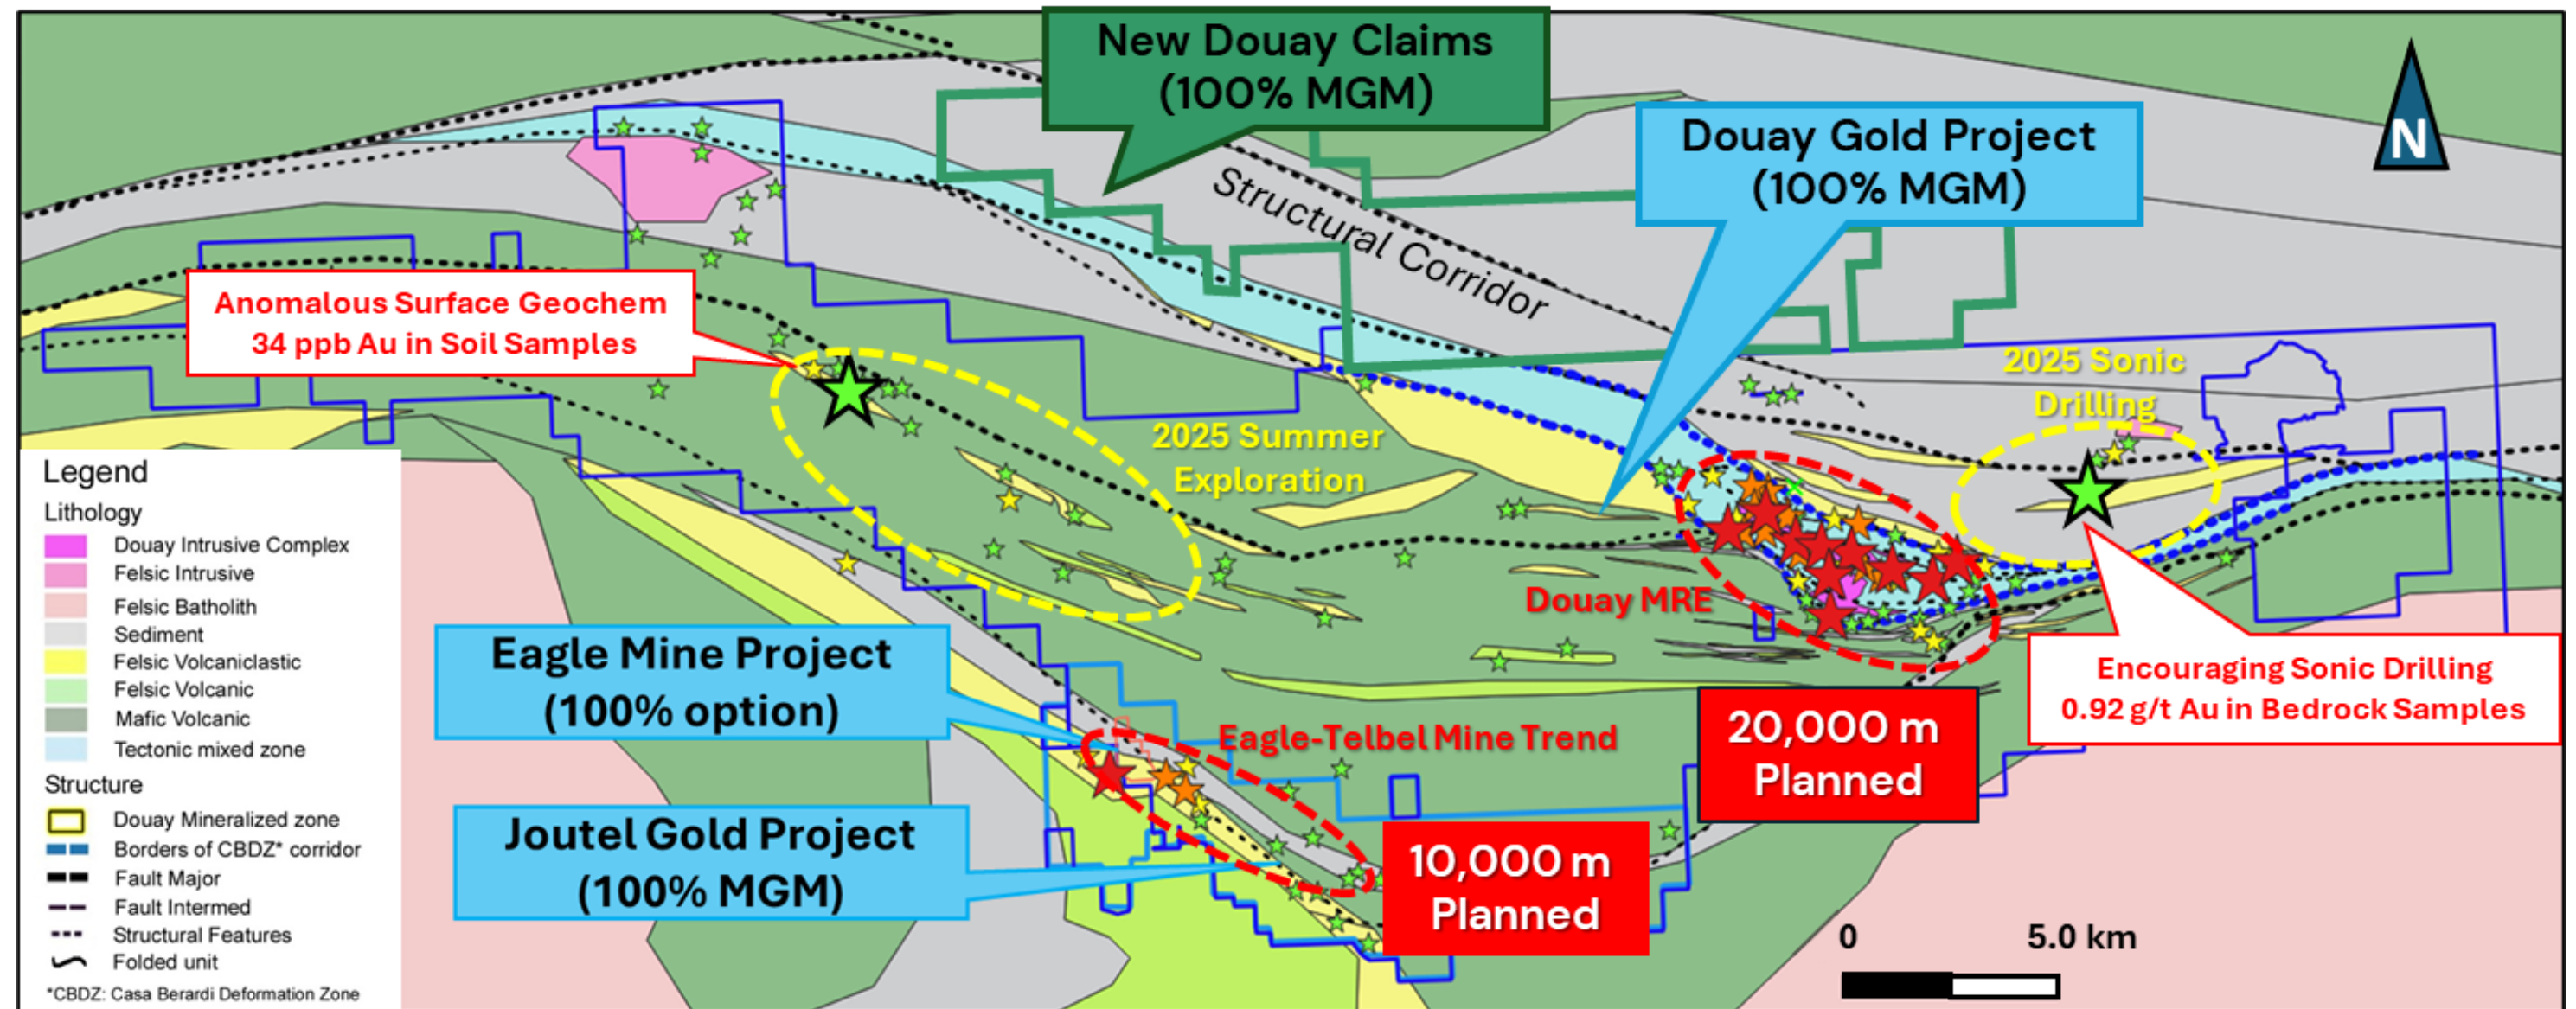 New Douay Claims
(100% MGM)
Douay Gold Project
(100% MGM)
N
Structural Corridor
Anomalous Surface Geochem
34 ppb Au in Soil Samples
2025 Sonic
Drilling
2025 Summer
Exploration
Legend
Lithology
Douay Intrusive Complex
Felsic Intrusive
Felsic Batholith
Sediment
Felsic Volcaniclastic
Felsic Volcanic
Mafic Volcanic
Tectonic mixed zone
Structure
Douay Mineralized zone
Borders of CBDZ* corridor
Fault Major
Fault Intermed
Structural Features
Folded unit
*CBDZ: Casa Berardi Deformation Zone
Douay MRE
Eagle Mine Project
(100% option)
Encouraging Sonic Drilling
0.92 g/t Au in Bedrock Samples
Eagle-Telbel Mine Trend
20,000 m
Planned
Joutel Gold Project
(100% MGM)
10,000 m
Planned
0 5.0 km